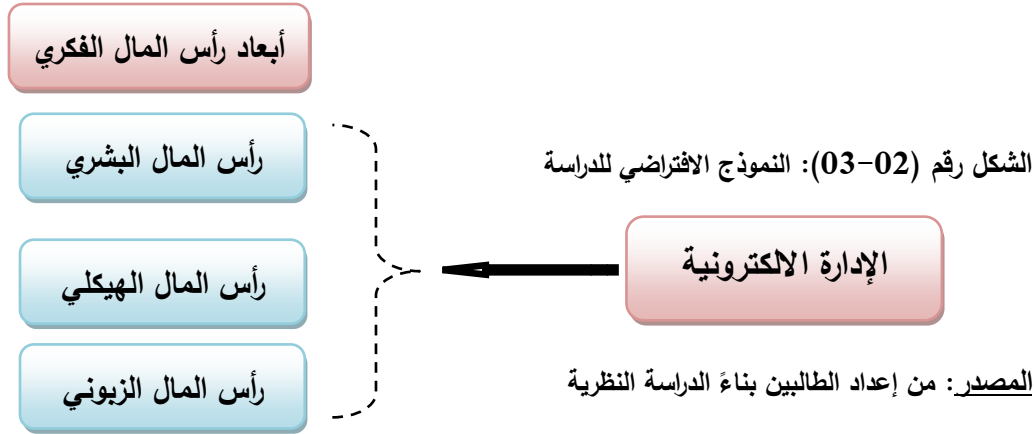 أبعاد رأس المال الفكري
رأس المال البشري
الشكل رقم (02-03): النموذج الافتراضي للدراسة
الإدارة الالكترونية
رأس المال الهيكلي
رأس المال الزبوني
المصدر: من إعداد الطالبين بناءً الدراسة النظرية